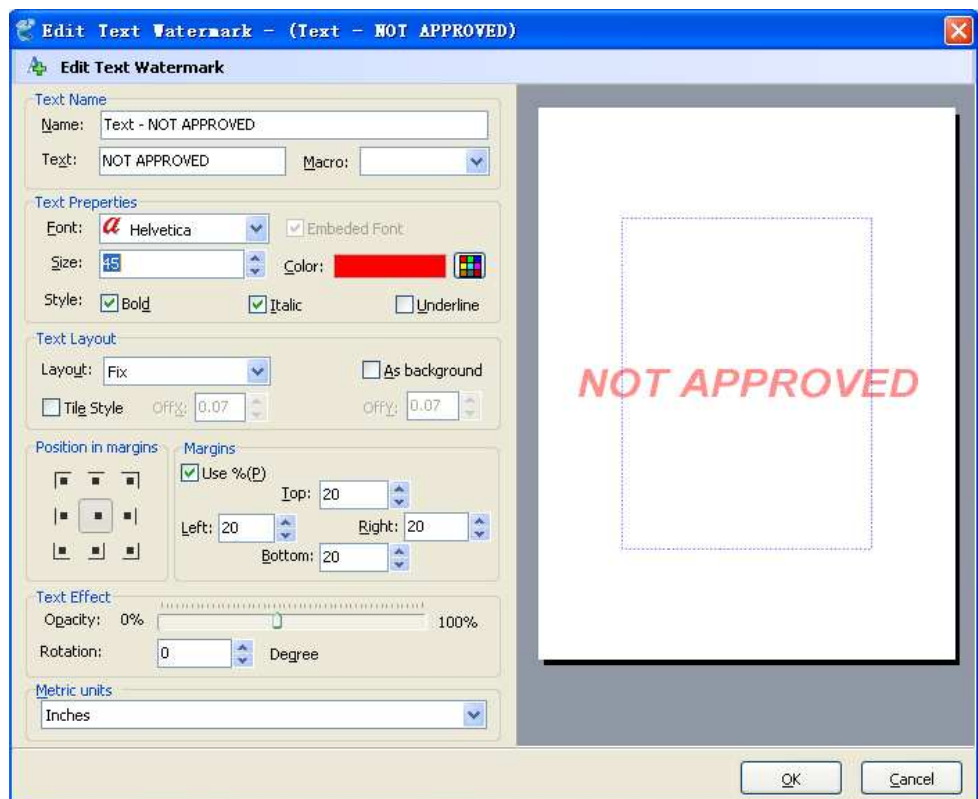 Edit Text Watermark - (Text - NOT APPROVED)
Edit Text Watermark
Text Name
Name: Text - NOT APPROVED
Text: NOT APPROVED Macro:
Text Preperties
Font: a Helvetica Embeded Font
Size: 45 Color:
Style: Bold Italic Underline
Text Layout
Layout: Fix As background
Tile Style OffX: 0.07 OffY: 0.07
Position in margins Margins
Use %(P)
Top: 20
Left: 20 Right: 20
Bottom: 20
Text Effect
Opacity: 0% 100%
Rotation: 0 Degree
Metric units
Inches
NOT APPROVED
OK Cancel